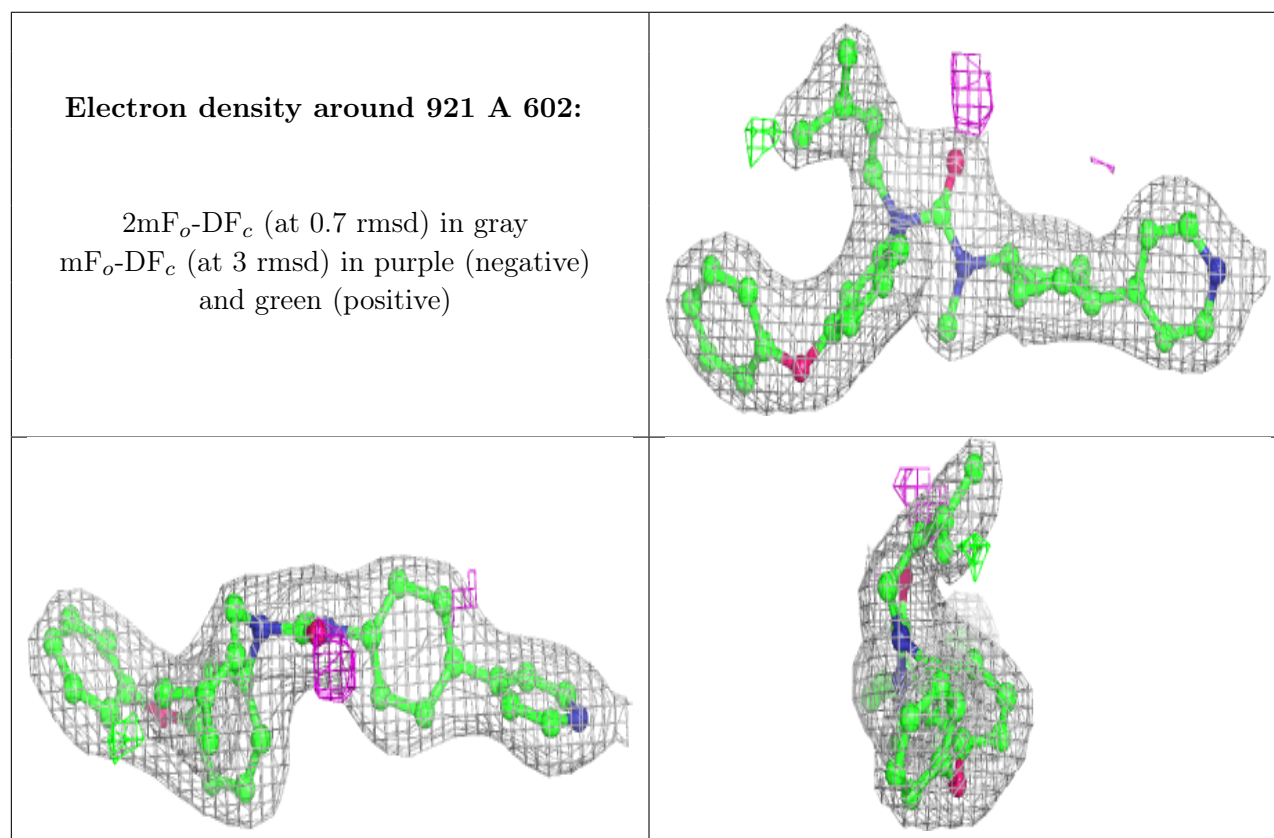 Electron density around 921 A 602:
2mFₒ-DF𝒸 (at 0.7 rmsd) in gray
mFₒ-DF𝒸 (at 3 rmsd) in purple (negative)
and green (positive)